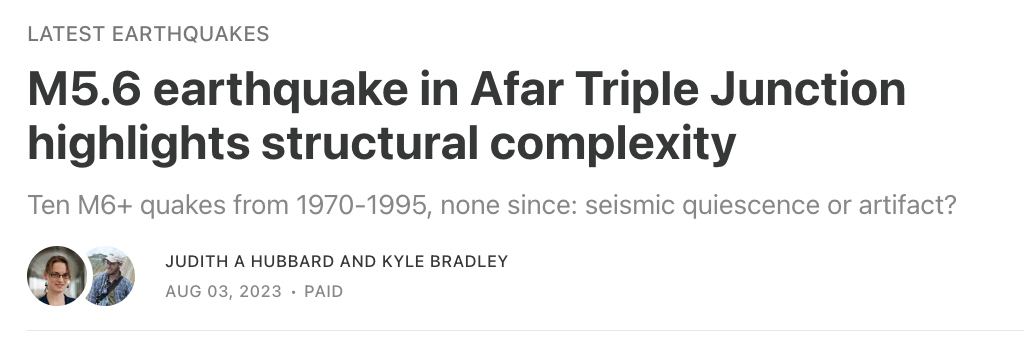 LATEST EARTHQUAKES
M5.6 earthquake in Afar Triple Junction
highlights structural complexity
Ten M6+ quakes from 1970-1995, none since: seismic quiescence or artifact?
JUDITH A HUBBARD AND KYLE BRADLEY
AUG 03, 2023 • PAID